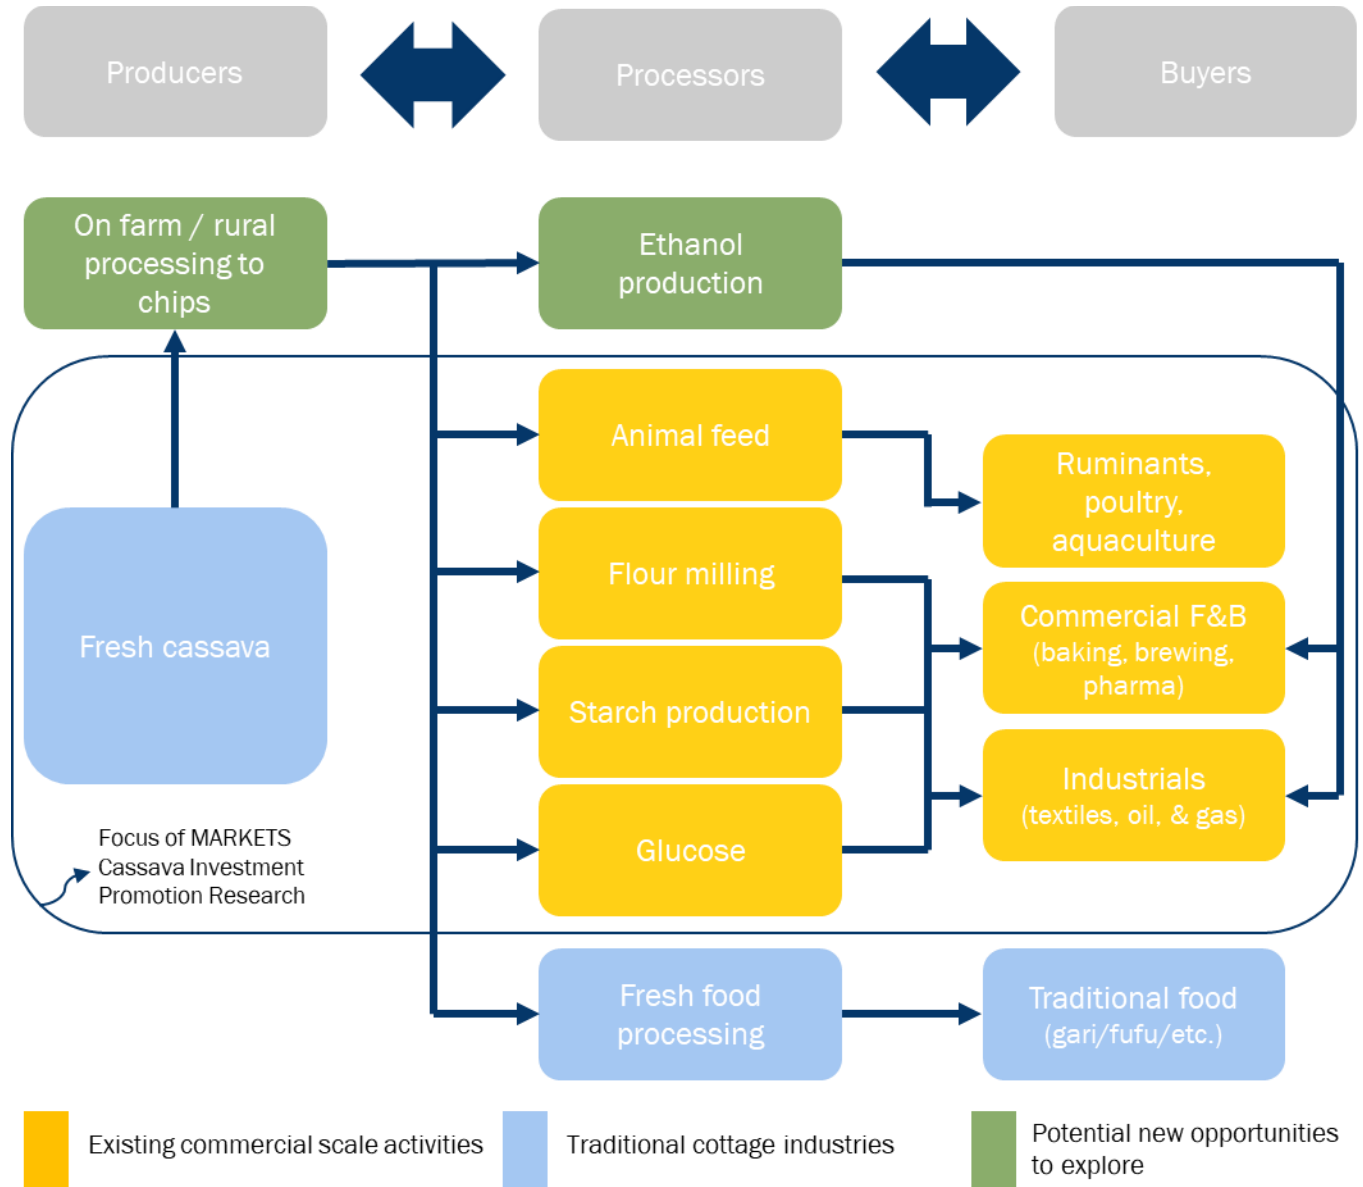 Producers
Processors
Buyers
On farm / rural
processing to
chips
Ethanol
production
Animal feed
Ruminants,
poultry,
aquaculture
Flour milling
Fresh cassava
Commercial F&B
(baking, brewing,
pharma)
Starch production
Industrials
(textiles, oil, & gas)
Glucose
Focus of MARKETS
Cassava Investment
Promotion Research
Fresh food
processing
Traditional food
(gari/fufu/etc.)
Existing commercial scale activities
Traditional cottage industries
Potential new opportunities
to explore